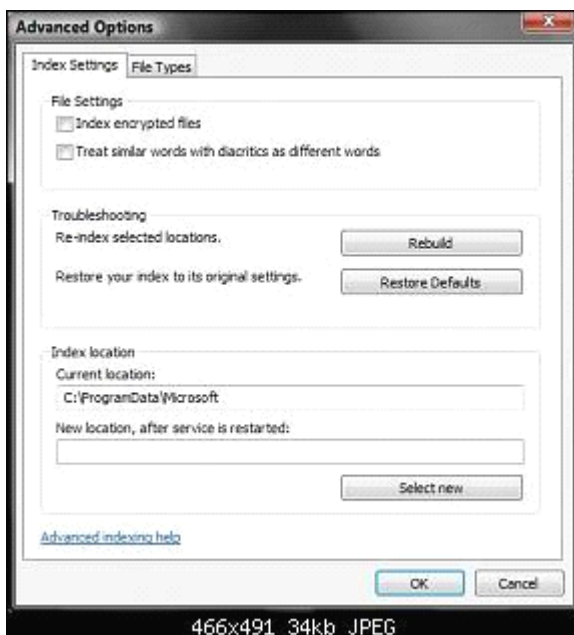 Advanced Options
Index Settings File Types
File Settings
Index encrypted files
Treat similar words with diacritics as different words
Troubleshooting
Re-index selected locations. Rebuild
Restore your index to its original settings. Restore Defaults
Index location
Current location:
C:\ProgramData\Microsoft
New location, after service is restarted:
Select new
Advanced indexing help
OK Cancel
466x491 34kb JPEG